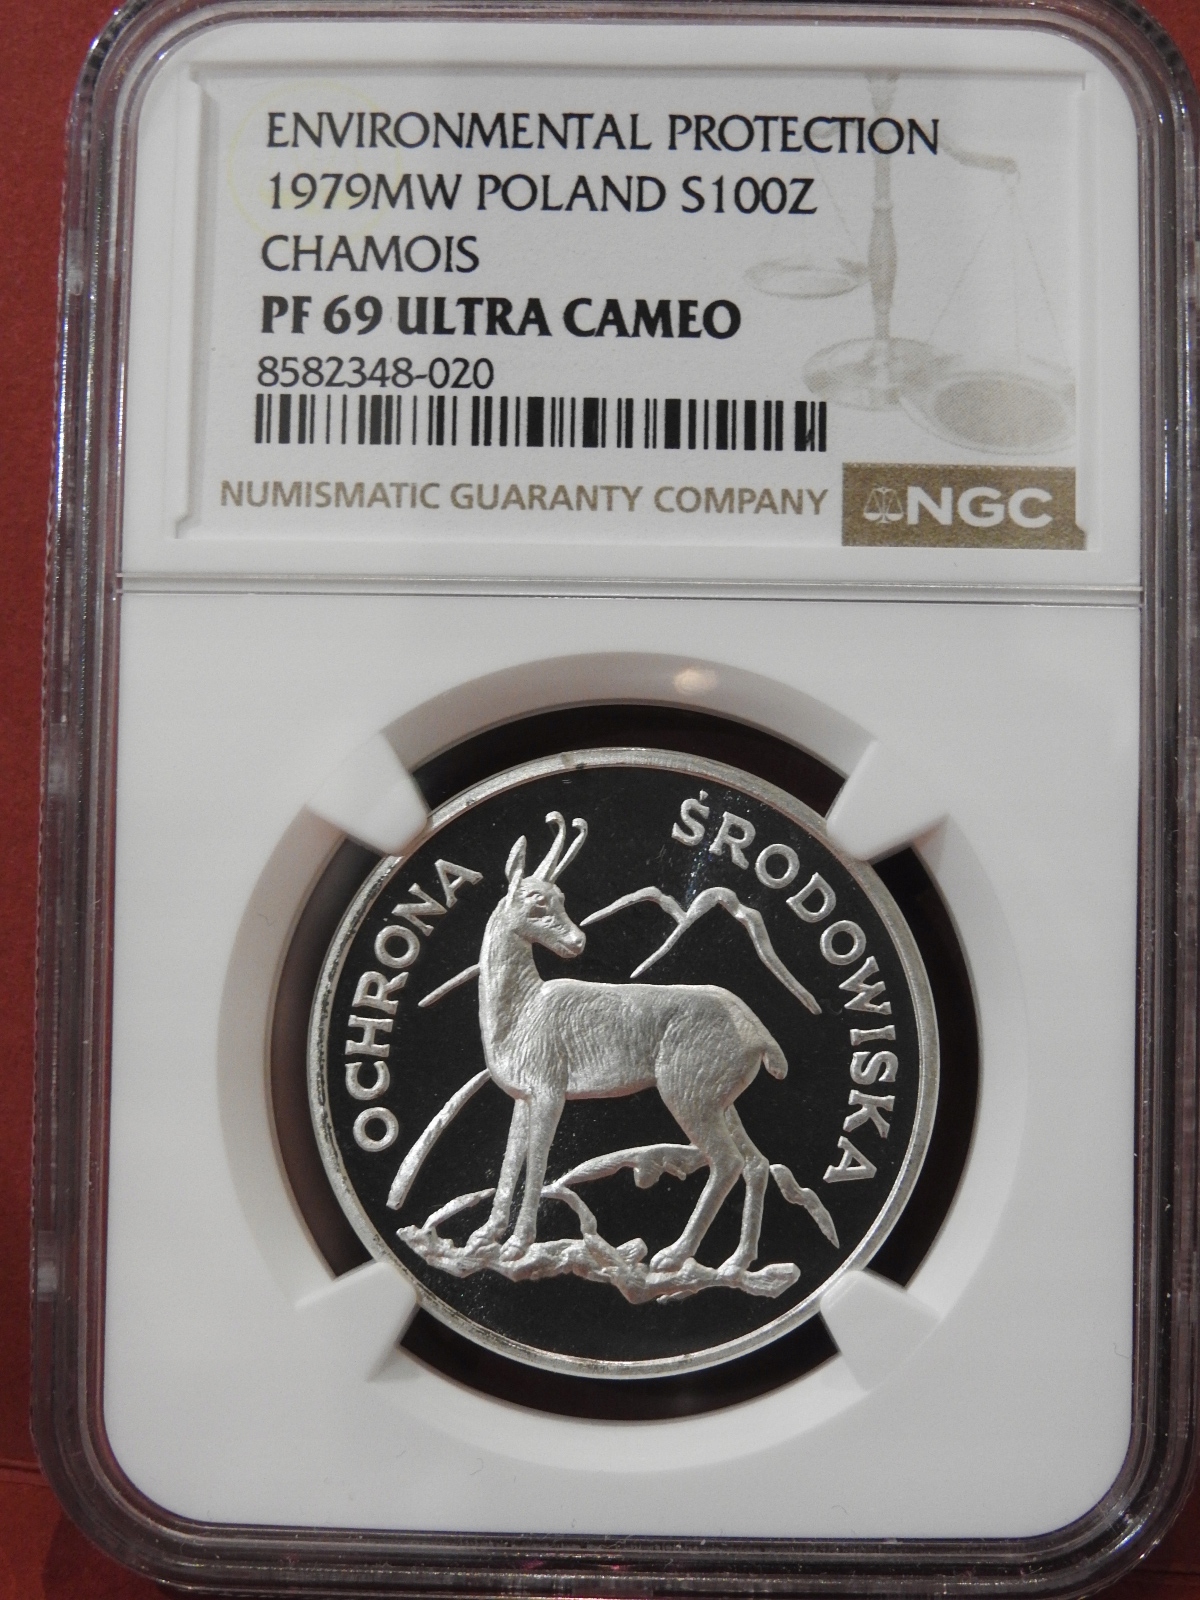 ENVIRONMENTAL PROTECTION
1979MW POLAND S100Z
CHAMOIS
PF 69 ULTRA CAMEO
8582348-020
NUMISMATIC GUARANTY COMPANY NGC
OCHRONA ŚRODOWISKA